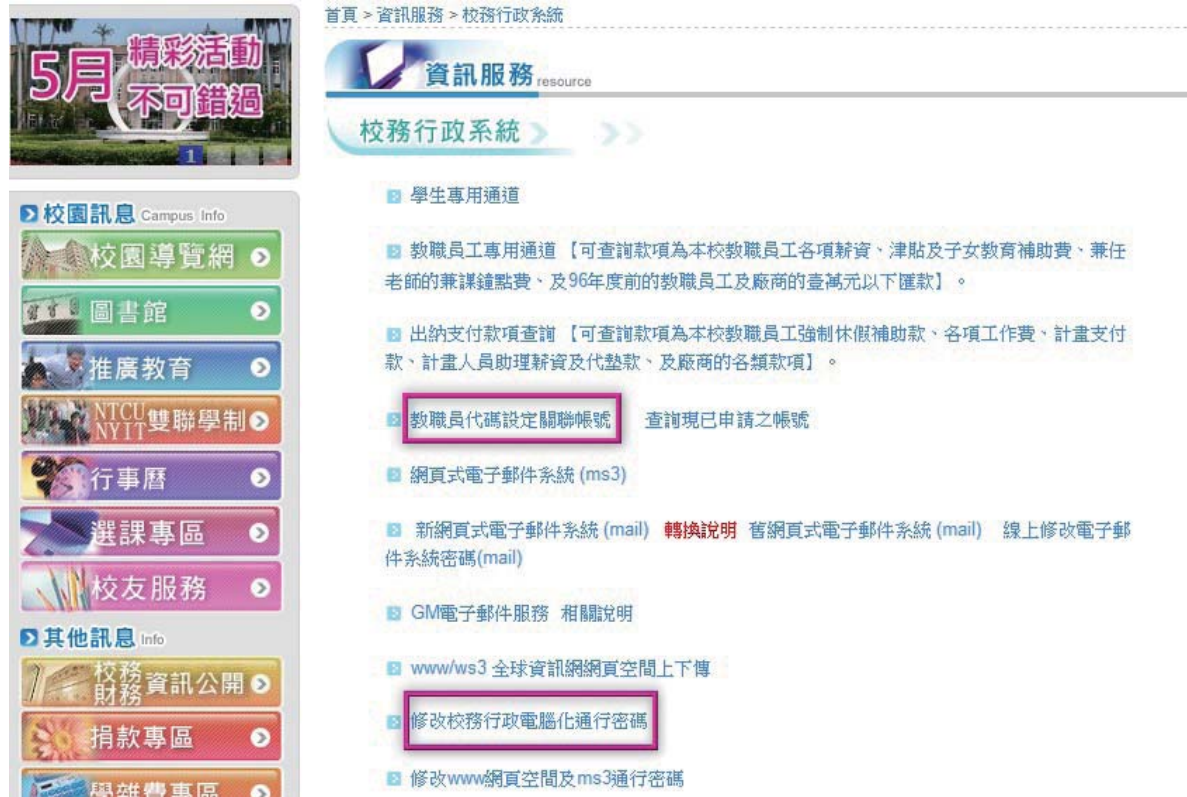 首頁 > 資訊服務 > 校務行政系統
5月 精彩活動
不可錯過
1
資訊服務 resource
校務行政系統
校園訊息 Campus Info
校園導覽網
圖書館
推廣教育
NTCU
NYIT 雙聯學制
行事曆
選課專區
校友服務
其他訊息 Info
校務
財務 資訊公開
捐款專區
學雜費專區
學生專用通道
教職員工專用通道 【可查詢款項為本校教職員工各項薪資、津貼及子女教育補助費、兼任
老師的兼課鐘點費、及96年度前的教職員工及廠商的壹萬元以下匯款】。
出納支付款項查詢 【可查詢款項為本校教職員工強制休假補助款、各項工作費、計畫支付
款、計畫人員助理薪資及代墊款、及廠商的各類款項】。
教職員代碼設定關聯帳號 查詢現已申請之帳號
網頁式電子郵件系統 (ms3)
新網頁式電子郵件系統 (mail) 轉換說明 舊網頁式電子郵件系統 (mail) 線上修改電子郵
件系統密碼(mail)
GM電子郵件服務 相關說明
www/ws3 全球資訊網網頁空間上下傳
修改校務行政電腦化通行密碼
修改www網頁空間及ms3通行密碼